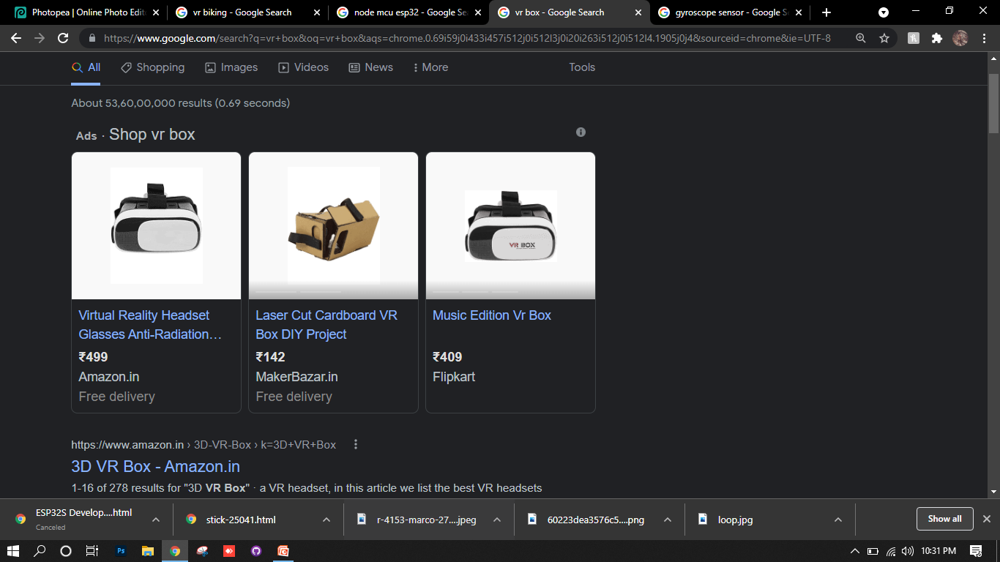 Photopea | Online Photo Edit
vr biking - Google Search
node mcu esp32 - Google Se
vr box - Google Search
gyroscope sensor - Google S
https://www.google.com/search?q=vr+box&oq=vr+box&aqs=chrome.0.69i59j0i433i457i512j0i512l3j0i20i263i512j0i512l4.1905j0j4&sourceid=chrome&ie=UTF-8
All
Shopping
Images
Videos
News
More
Tools
About 53,60,00,000 results (0.69 seconds)
Ads · Shop vr box
VR BOX
Virtual Reality Headset
Glasses Anti-Radiation…
₹499
Amazon.in
Free delivery
Laser Cut Cardboard VR
Box DIY Project
₹142
MakerBazar.in
Free delivery
Music Edition Vr Box
₹409
Flipkart
https://www.amazon.in › 3D-VR-Box › k=3D+VR+Box
3D VR Box - Amazon.in
1-16 of 278 results for "3D VR Box" · a VR headset, in this article we list the best VR headsets
ESP32S Develop....html
Canceled
stick-25041.html
r-4153-marco-27....jpeg
60223dea3576c5....png
loop.jpg
Show all
Ps
10:31 PM